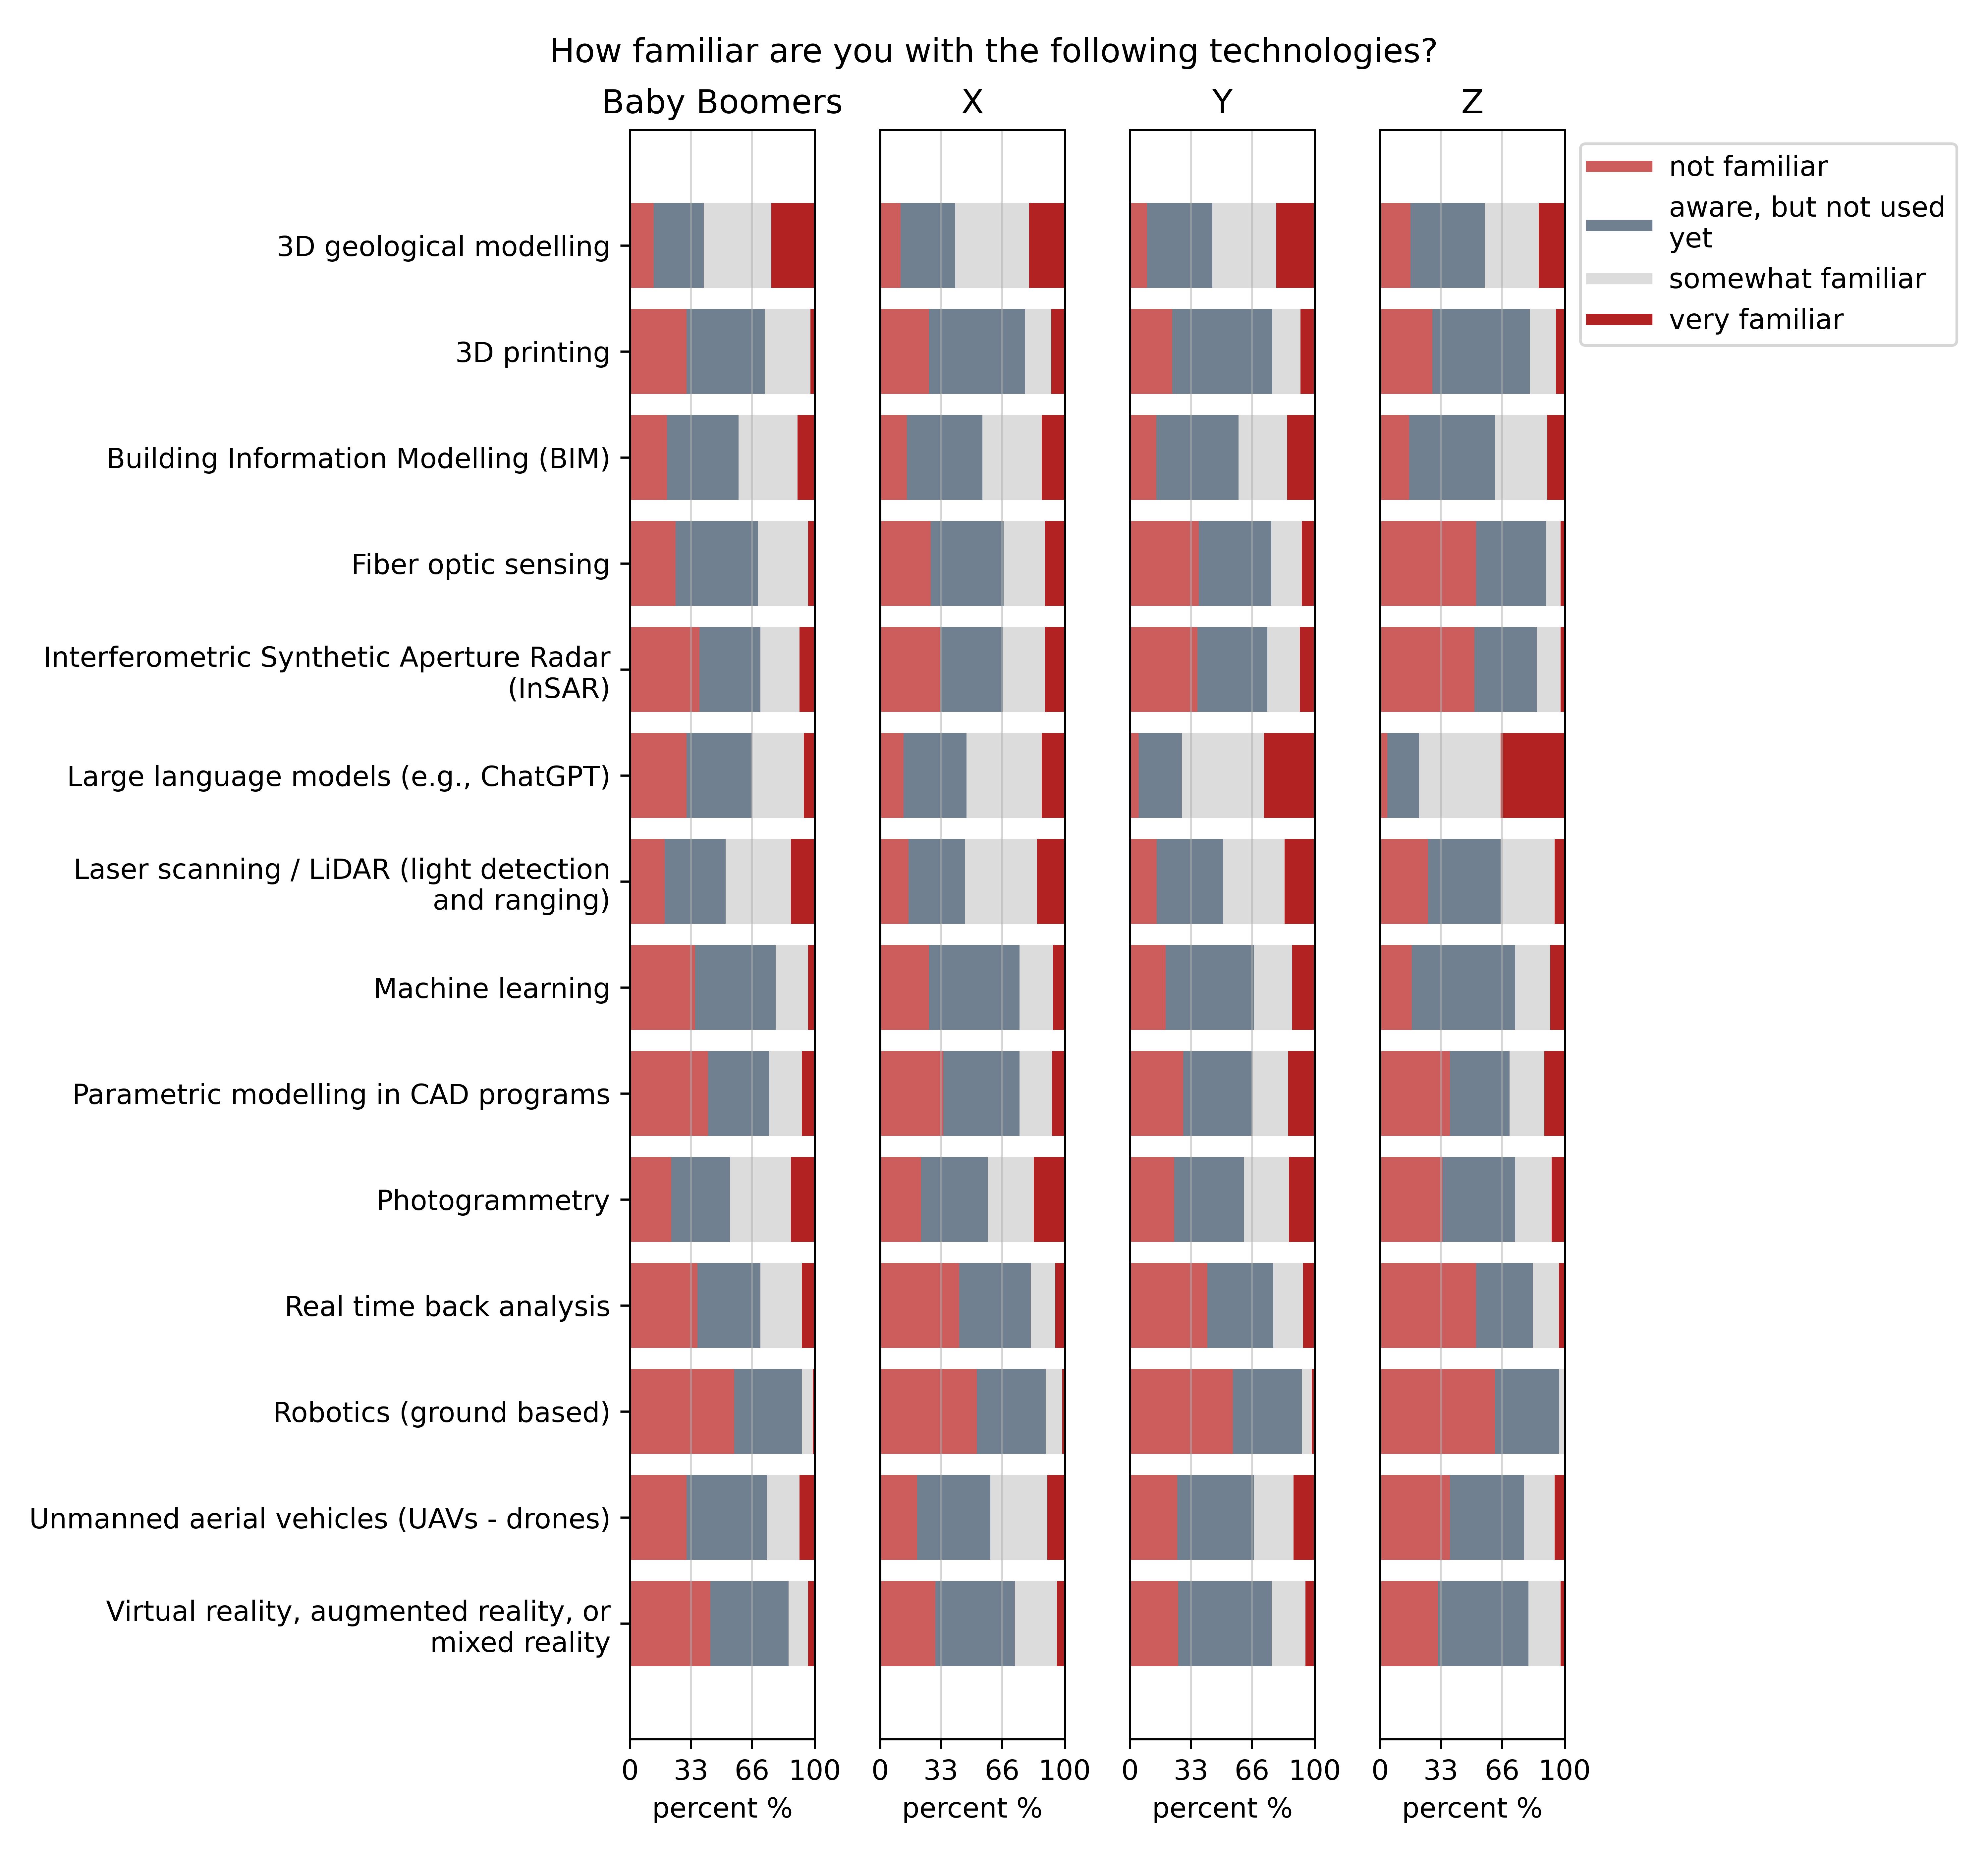 How familiar are you with the following technologies?
Baby Boomers X Y Z
not familiar
aware, but not used
yet
somewhat familiar
very familiar
3D geological modelling
3D printing
Building Information Modelling (BIM)
Fiber optic sensing
Interferometric Synthetic Aperture Radar
(InSAR)
Large language models (e.g., ChatGPT)
Laser scanning / LiDAR (light detection
and ranging)
Machine learning
Parametric modelling in CAD programs
Photogrammetry
Real time back analysis
Robotics (ground based)
Unmanned aerial vehicles (UAVs - drones)
Virtual reality, augmented reality, or
mixed reality
0 33 66 100 0 33 66 100 0 33 66 100 0 33 66 100
percent % percent % percent % percent %